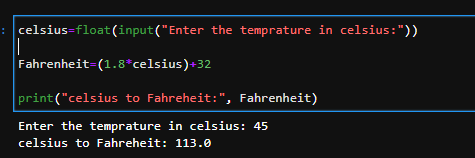 celsius=float(input("Enter the temprature in celsius:"))
Fahrenheit=(1.8*celsius)+32
print("celsius to Fahreheit:", Fahrenheit)
Enter the temprature in celsius: 45
celsius to Fahreheit: 113.0